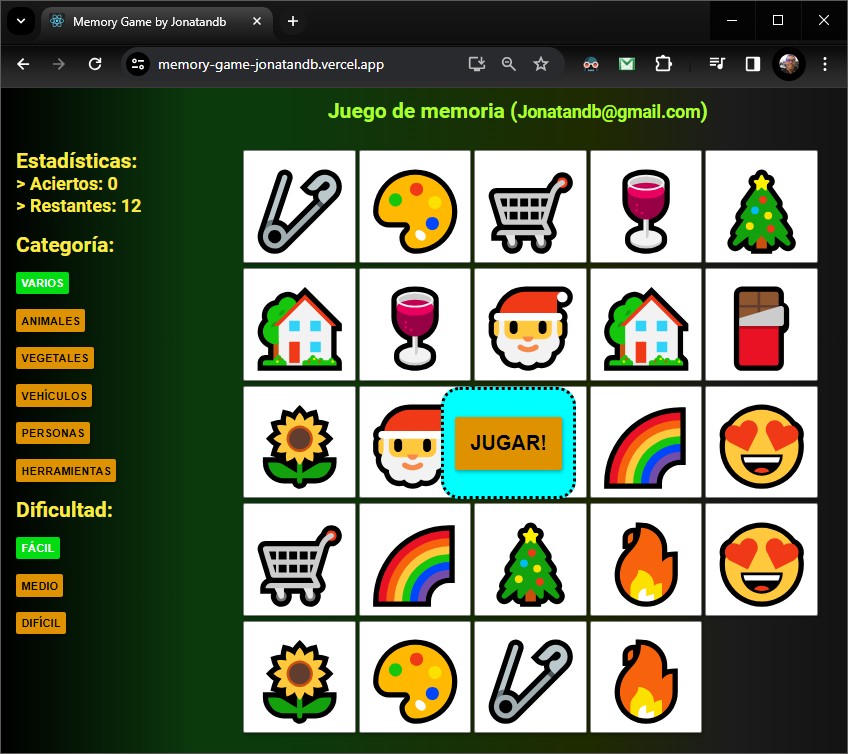 Memory Game by Jonatandb
memory-game-jonatandb.vercel.app
Juego de memoria (Jonatandb@gmail.com)
Estadísticas:
> Aciertos: 0
> Restantes: 12
Categoría:
VARIOS
ANIMALES
VEGETALES
VEHÍCULOS
PERSONAS
HERRAMIENTAS
Dificultad:
FÁCIL
MEDIO
DIFÍCIL
JUGAR!